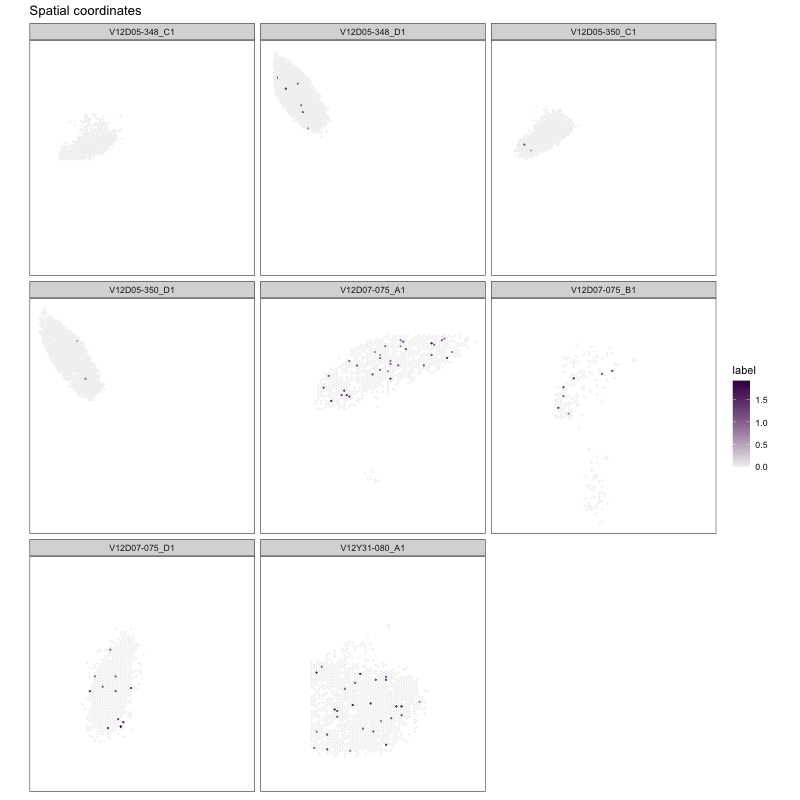 Spatial coordinates
V12D05-348_C1
V12D05-348_D1
V12D05-350_C1
V12D05-350_D1
V12D07-075_A1
V12D07-075_B1
label
1.5
1.0
0.5
0.0
V12D07-075_D1
V12Y31-080_A1